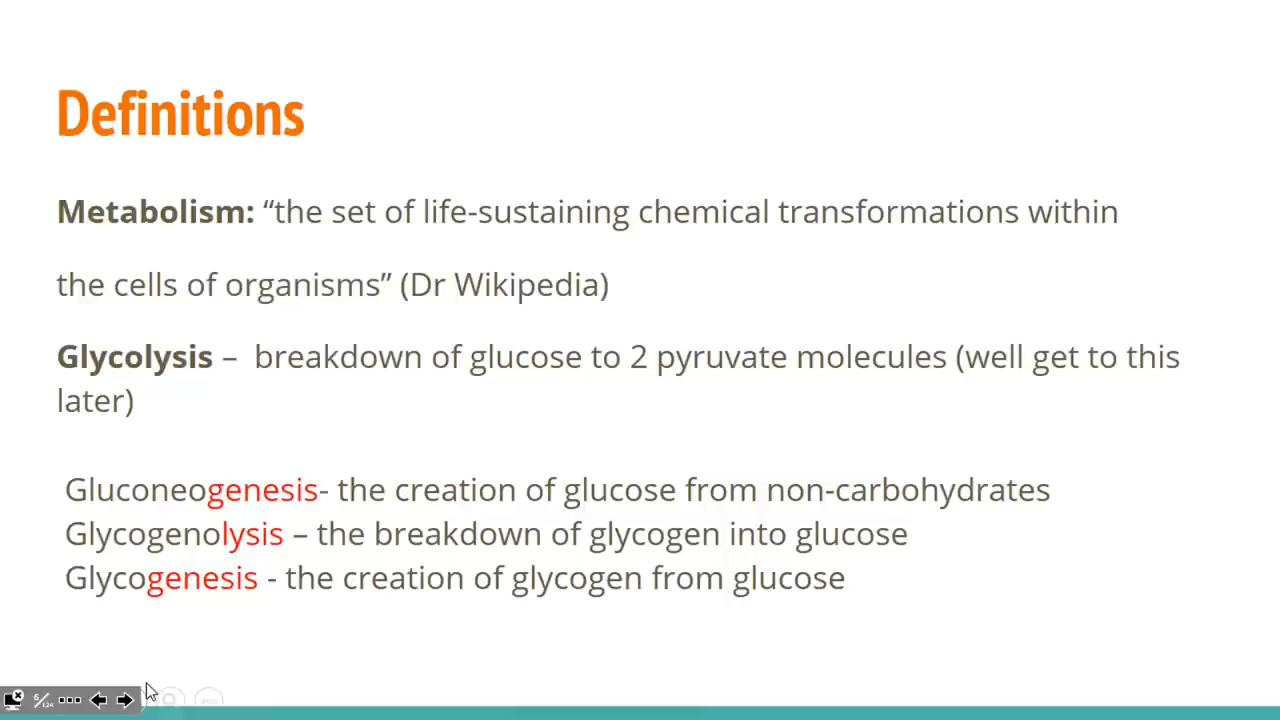 Definitions
Metabolism: “the set of life-sustaining chemical transformations within
the cells of organisms” (Dr Wikipedia)
Glycolysis – breakdown of glucose to 2 pyruvate molecules (well get to this
later)
Gluconeogenesis- the creation of glucose from non-carbohydrates
Glycogenolysis – the breakdown of glycogen into glucose
Glycogenesis - the creation of glycogen from glucose